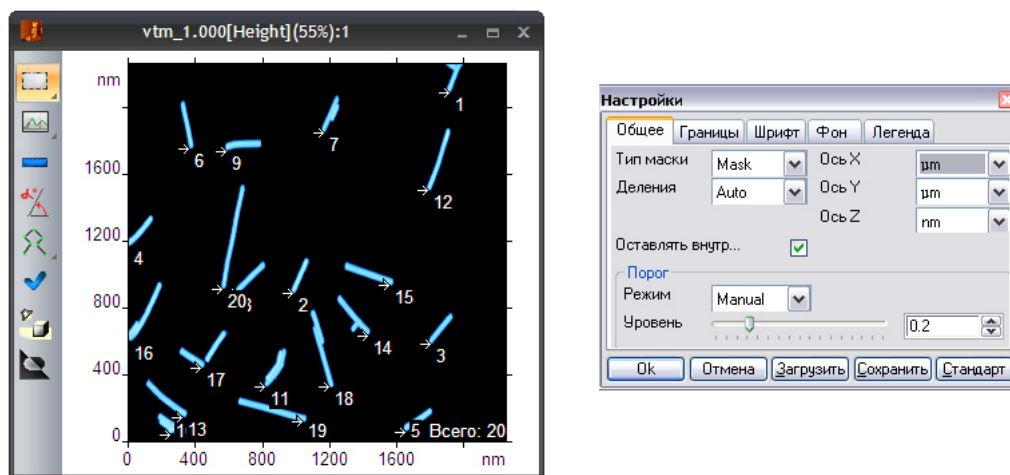 vtm_1.000[Height](55%):1
nm
1600
1200
800
400
0
0 400 800 1200 1600 nm
1
7
6
9
12
4
20
2
15
16
14
3
17
11
18
13
19
5
Всего: 20
Настройки
Общее Границы Шрифт Фон Легенда
Тип маски Mask Ось X µm
Деления Auto Ось Y µm
Ось Z nm
Оставлять внутр...
Порог
Режим Manual
Уровень 0.2
Ok Отмена Загрузить Сохранить Стандарт